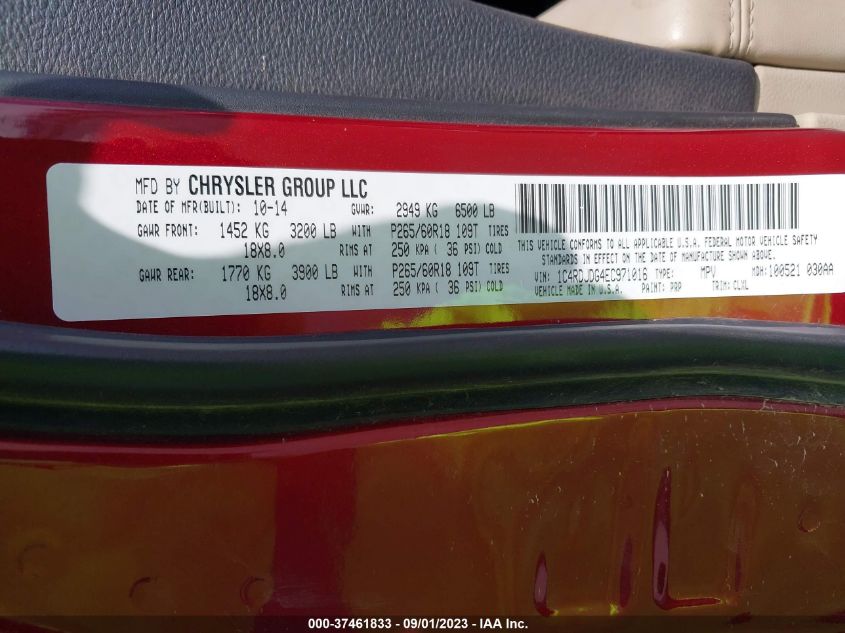 MFD BY CHRYSLER GROUP LLC
DATE OF MFR(BUILT): 10-14 GVWR: 2949 KG 6500 LB
GAWR FRONT: 1452 KG 3200 LB WITH P265/60R18 109T TIRES
18X8.0 RIMS AT 250 KPA ( 36 PSI) COLD
GAWR REAR: 1770 KG 3900 LB WITH P265/60R18 109T TIRES
18X8.0 RIMS AT 250 KPA ( 36 PSI) COLD
THIS VEHICLE CONFORMS TO ALL APPLICABLE U.S.A. FEDERAL MOTOR VEHICLE SAFETY
STANDARDS IN EFFECT ON THE DATE OF MANUFACTURE SHOWN ABOVE.
VIN: 1C4RDJDG4EC971016 TYPE: MPV MDH: 100521 030AA
VEHICLE MADE IN U.S.A. PAINT: PRP TRIM: CLXL
000-37461833 - 09/01/2023 - IAA Inc.